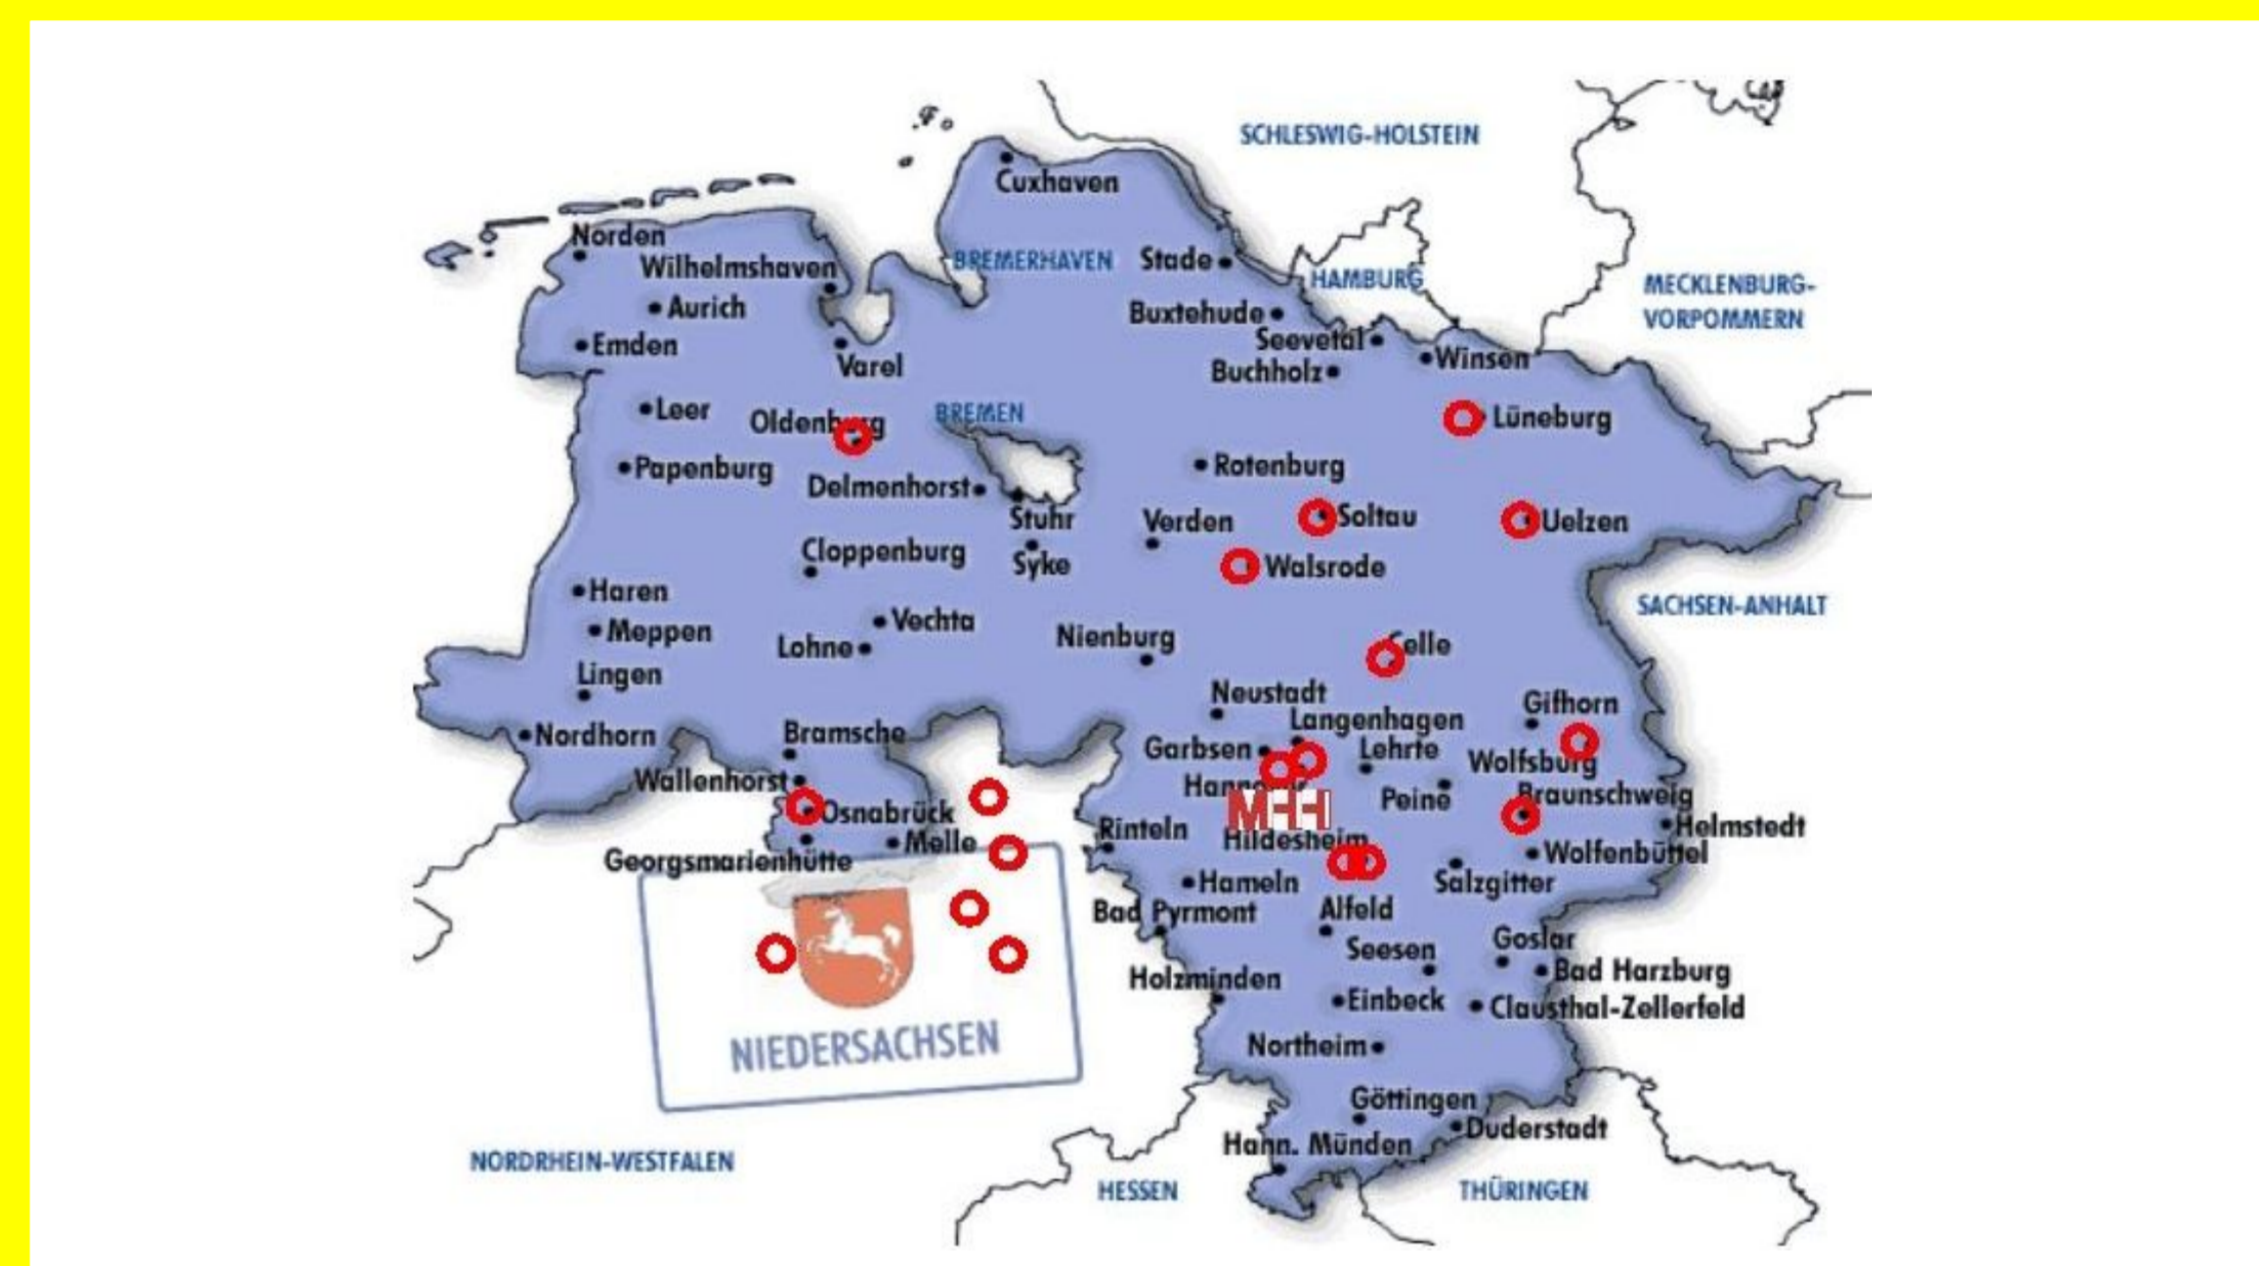 SCHLESWIG-HOLSTEIN
Cuxhaven
Norden
BREMERHAVEN
Stade
Wilhelmshaven
HAMBURG
MECKLENBURG-
VORPOMMERN
Aurich
Buxtehude
Emden
Seevetal
Winsen
Varel
Buchholz
Leer
Oldenburg
BREMEN
Lüneburg
Papenburg
Rotenburg
Delmenhorst
Stuhr
Verden
Soltau
Uelzen
Cloppenburg
Syke
Walsrode
Haren
SACHSEN-ANHALT
Vechta
Meppen
Nienburg
Lohne
Celle
Lingen
Neustadt
Gifhorn
Langenhagen
Nordhorn
Bramsche
Garbsen
Lehrte
Wolfsburg
Wallenhorst
Hannover
Peine
Braunschweig
Osnabrück
Rinteln
Helmstedt
Melle
Hildesheim
Wolfenbüttel
Georgsmarienhütte
Hameln
Salzgitter
Bad Pyrmont
Alfeld
Goslar
Seesen
Bad Harzburg
Holzminden
Einbeck
Clausthal-Zellerfeld
NIEDERSACHSEN
Northeim
Göttingen
Duderstadt
Hann. Münden
NORDRHEIN-WESTFALEN
HESSEN
THÜRINGEN